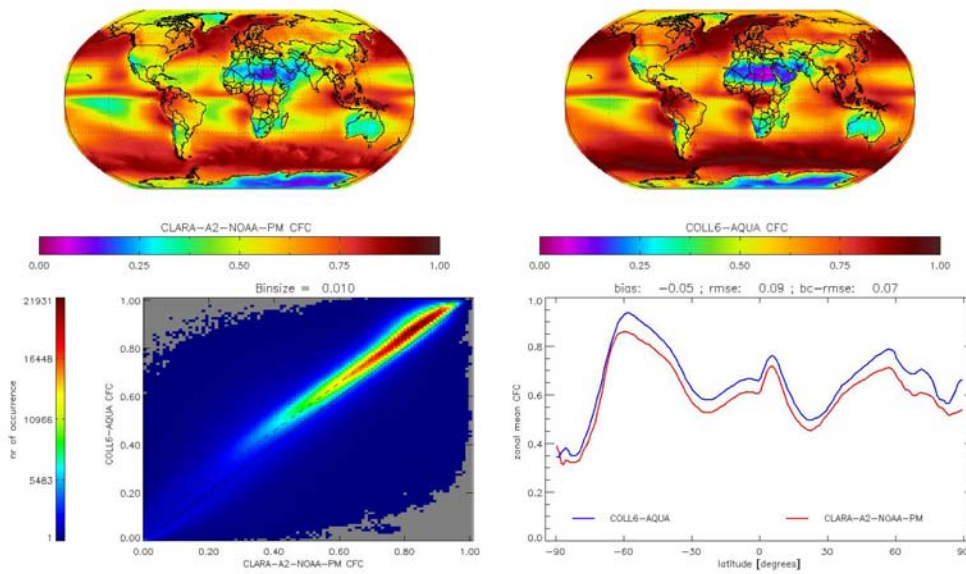 CLARA-A2-NOAA-PM CFC
0.00 0.25 0.50 0.75 1.00
COLL6-AQUA CFC
0.00 0.25 0.50 0.75 1.00
Binsize = 0.010
21931
16448
10966
5483
1
nr of occurrence
1.00
0.80
0.60
0.40
0.20
0.00
COLL6-AQUA CFC
0.00 0.20 0.40 0.60 0.80 1.00
CLARA-A2-NOAA-PM CFC
bias: -0.05 ; rmse: 0.09 ; bc-rmse: 0.07
1.0
0.8
0.6
0.4
0.2
0.0
zonal mean CFC
COLL6-AQUA
CLARA-A2-NOAA-PM
-90 -60 -30 0 30 60 90
latitude [degrees]